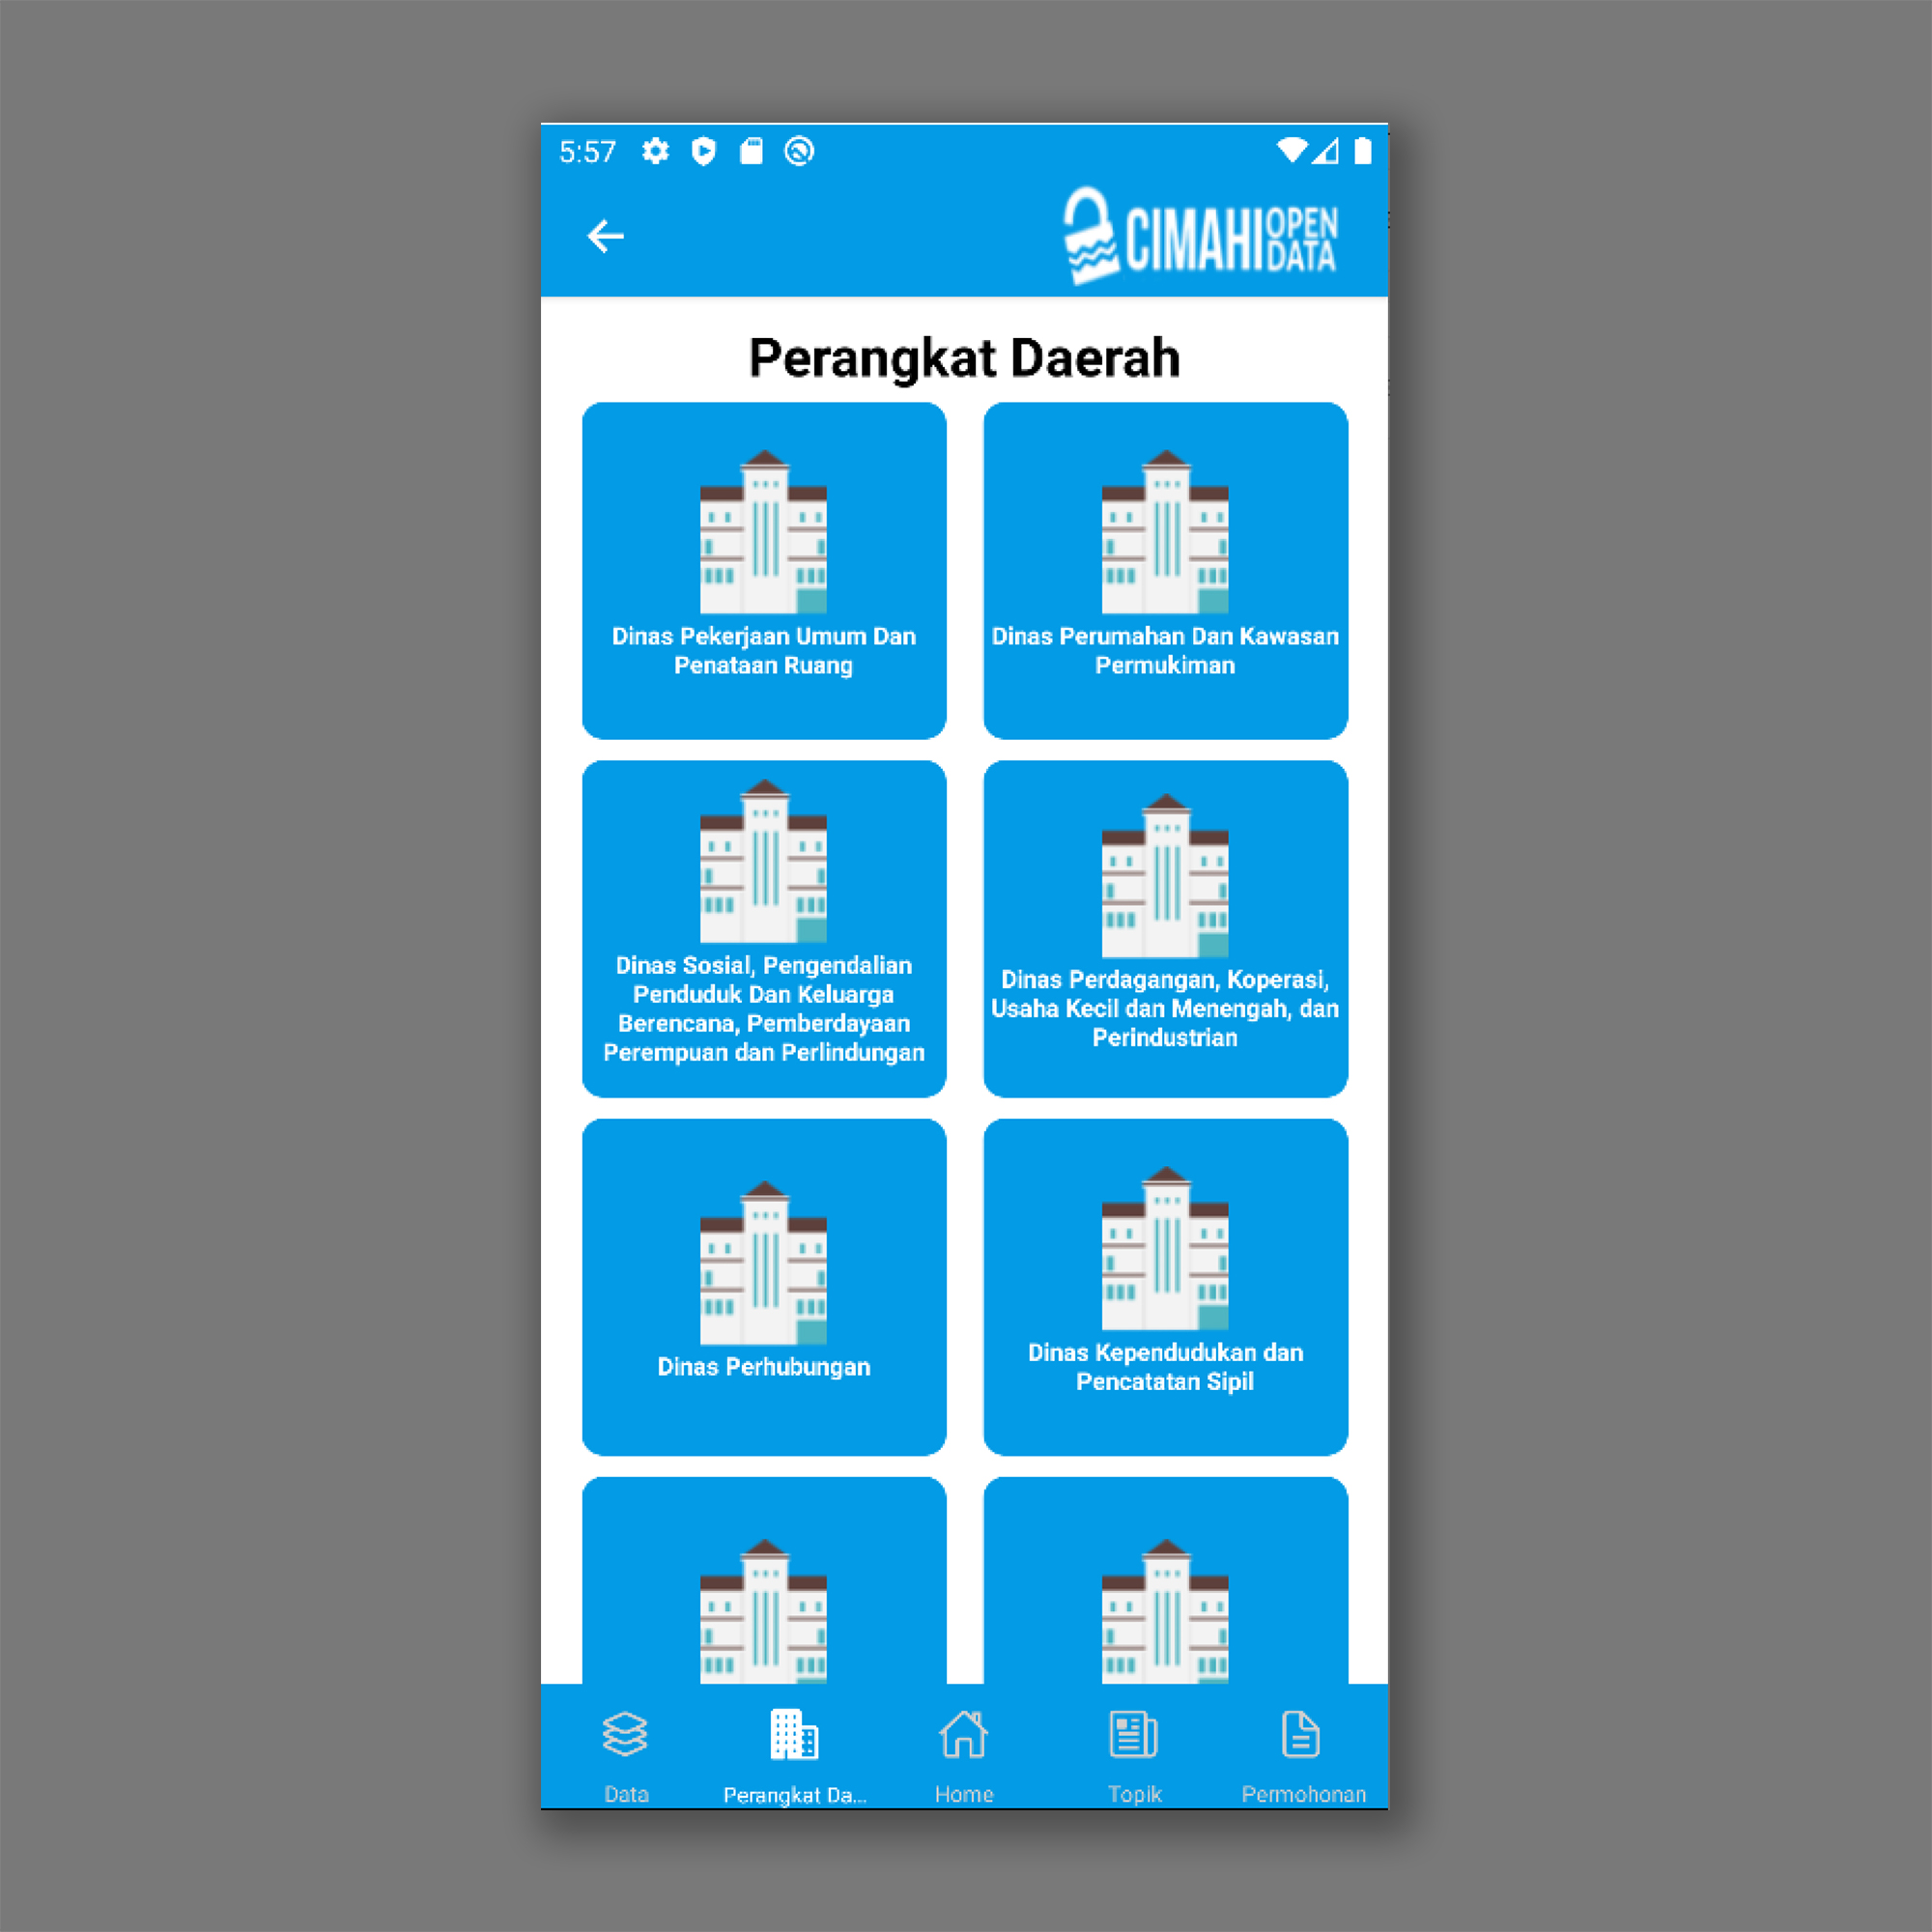 5:57
CIMAHI OPEN DATA
Perangkat Daerah
Dinas Pekerjaan Umum Dan
Penataan Ruang
Dinas Perumahan Dan Kawasan
Permukiman
Dinas Sosial, Pengendalian
Penduduk Dan Keluarga
Berencana, Pemberdayaan
Perempuan dan Perlindungan
Dinas Perdagangan, Koperasi,
Usaha Kecil dan Menengah, dan
Perindustrian
Dinas Perhubungan
Dinas Kependudukan dan
Pencatatan Sipil
Data
Perangkat Da...
Home
Topik
Permohonan